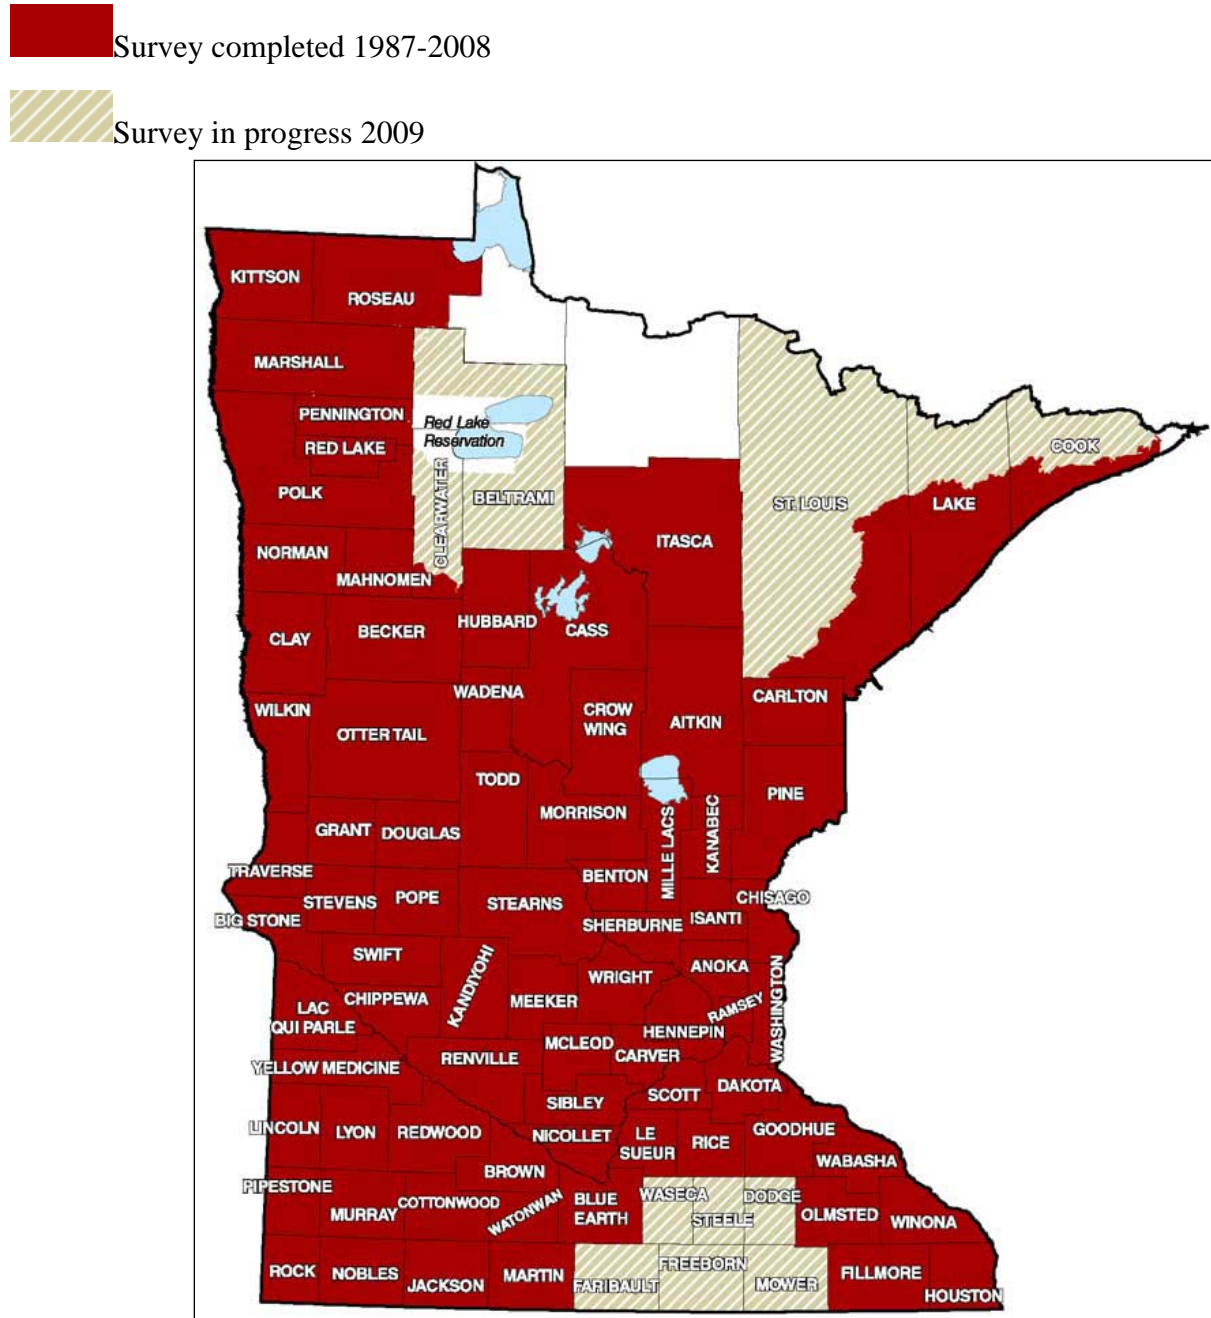 Survey completed 1987-2008
Survey in progress 2009
KITTSON
ROSEAU
MARSHALL
PENNINGTON
Red Lake
Reservation
RED LAKE
COOK
POLK
CLEARWATER
BELTRAMI
ST. LOUIS
LAKE
NORMAN
ITASCA
MAHNOMEN
CLAY
BECKER
HUBBARD
CASS
WADENA
CARLTON
WILKIN
CROW
WING
AITKIN
OTTER TAIL
TODD
PINE
MORRISON
GRANT
DOUGLAS
MILLE LACS
KANABEC
TRAVERSE
BENTON
STEVENS
POPE
STEARNS
CHISAGO
BIG STONE
SHERBURNE
ISANTI
SWIFT
KANDIYOHI
WRIGHT
ANOKA
WASHINGTON
LAC
QUI PARLE
CHIPPEWA
MEEKER
RAMSEY
HENNEPIN
MCLEOD
CARVER
YELLOW MEDICINE
RENVILLE
DAKOTA
SIBLEY
SCOTT
LINCOLN
LYON
REDWOOD
NICOLLET
LE
SUEUR
RICE
GOODHUE
WABASHA
BROWN
PIPESTONE
MURRAY
COTTONWOOD
WATONWAN
BLUE
EARTH
WASECA
STEELE
DODGE
OLMSTED
WINONA
ROCK
NOBLES
JACKSON
MARTIN
FARIBAULT
FREEBORN
MOWER
FILLMORE
HOUSTON